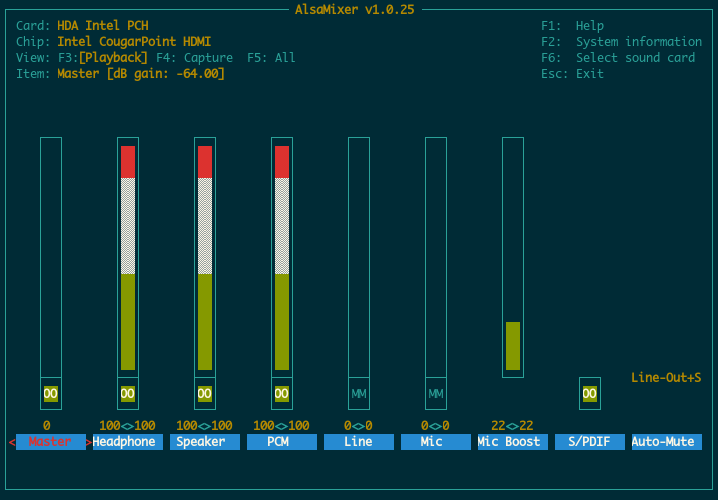 AlsaMixer v1.0.25
Card: HDA Intel PCH F1: Help
Chip: Intel CougarPoint HDMI F2: System information
View: F3:[Playback] F4: Capture F5: All F6: Select sound card
Item: Master [dB gain: -64.00] Esc: Exit
OO OO OO OO MM MM OO
Line-Out+S
0 100<>100 100<>100 100<>100 0<>0 0<>0 22<>22
< Master >Headphone Speaker PCM Line Mic Mic Boost S/PDIF Auto-Mute